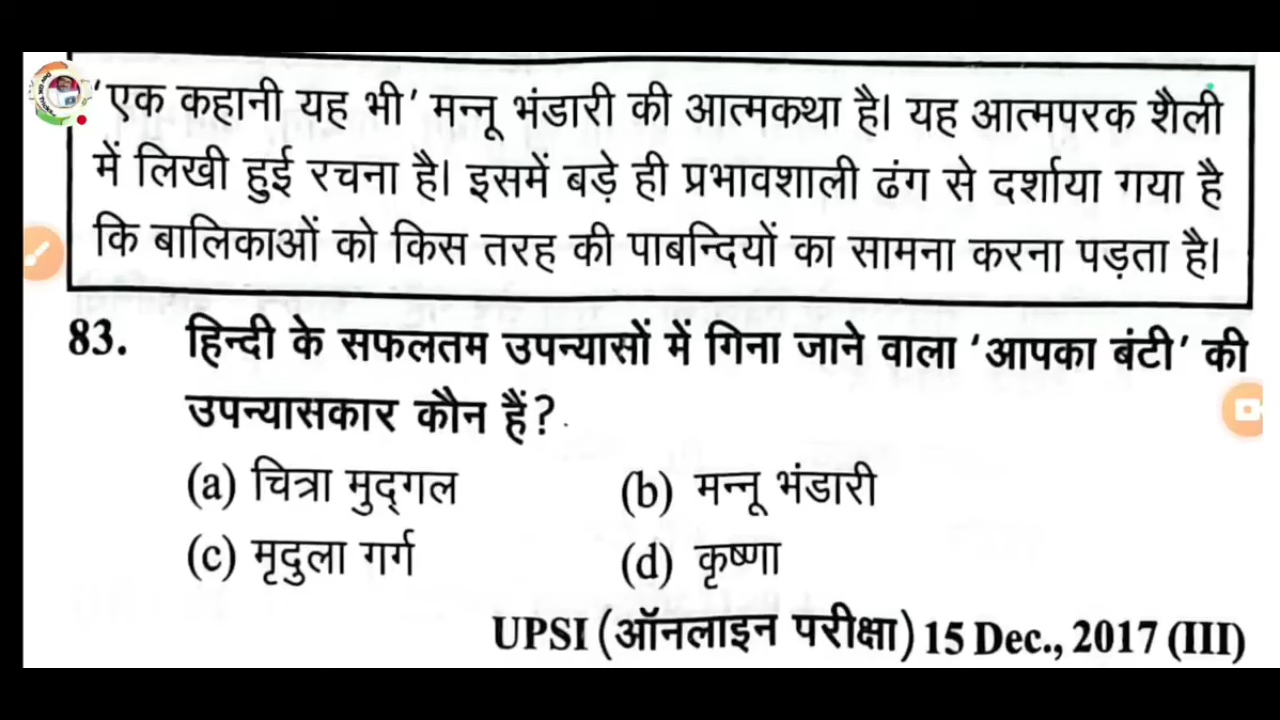 'एक कहानी यह भी' मन्नू भंडारी की आत्मकथा है। यह आत्मपरक शैली
में लिखी हुई रचना है। इसमें बड़े ही प्रभावशाली ढंग से दर्शाया गया है
कि बालिकाओं को किस तरह की पाबन्दियों का सामना करना पड़ता है।
83. हिन्दी के सफलतम उपन्यासों में गिना जाने वाला 'आपका बंटी' की
उपन्यासकार कौन हैं?
(a) चित्रा मुद्गल (b) मन्नू भंडारी
(c) मृदुला गर्ग (d) कृष्णा
UPSI (ऑनलाइन परीक्षा) 15 Dec., 2017 (III)